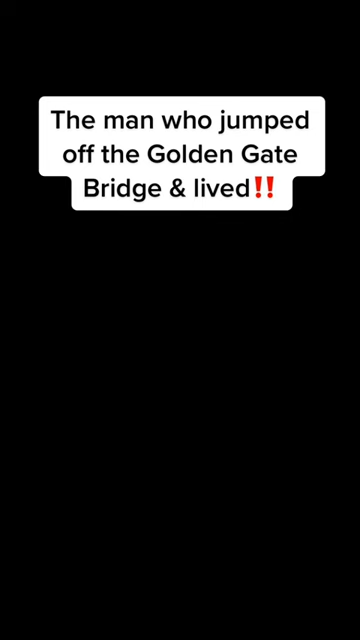 The man who jumped
off the Golden Gate
Bridge & lived‼️